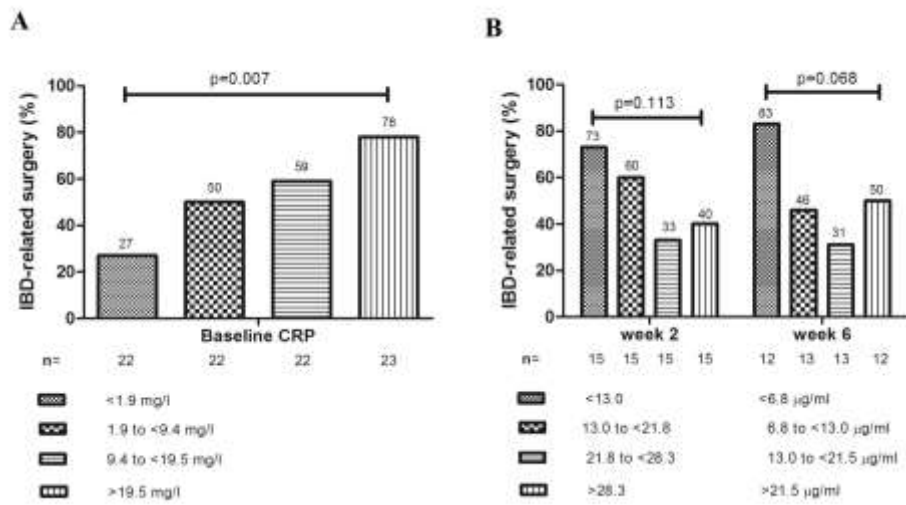 A
p=0.007
IBD-related surgery (%)
100
80
60
40
20
0
27
50
59
78
Baseline CRP
n= 22 22 22 23
<1.9 mg/l
1.9 to <9.4 mg/l
9.4 to <19.5 mg/l
>19.5 mg/l
B
p=0.113
p=0.068
IBD-related surgery (%)
100
80
60
40
20
0
73
60
33
40
83
46
31
50
week 2 week 6
n= 15 15 15 15 12 13 13 12
<13.0 <6.8 µg/ml
13.0 to <21.8 6.8 to <13.0 µg/ml
21.8 to <28.3 13.0 to <21.5 µg/ml
>28.3 >21.5 µg/ml